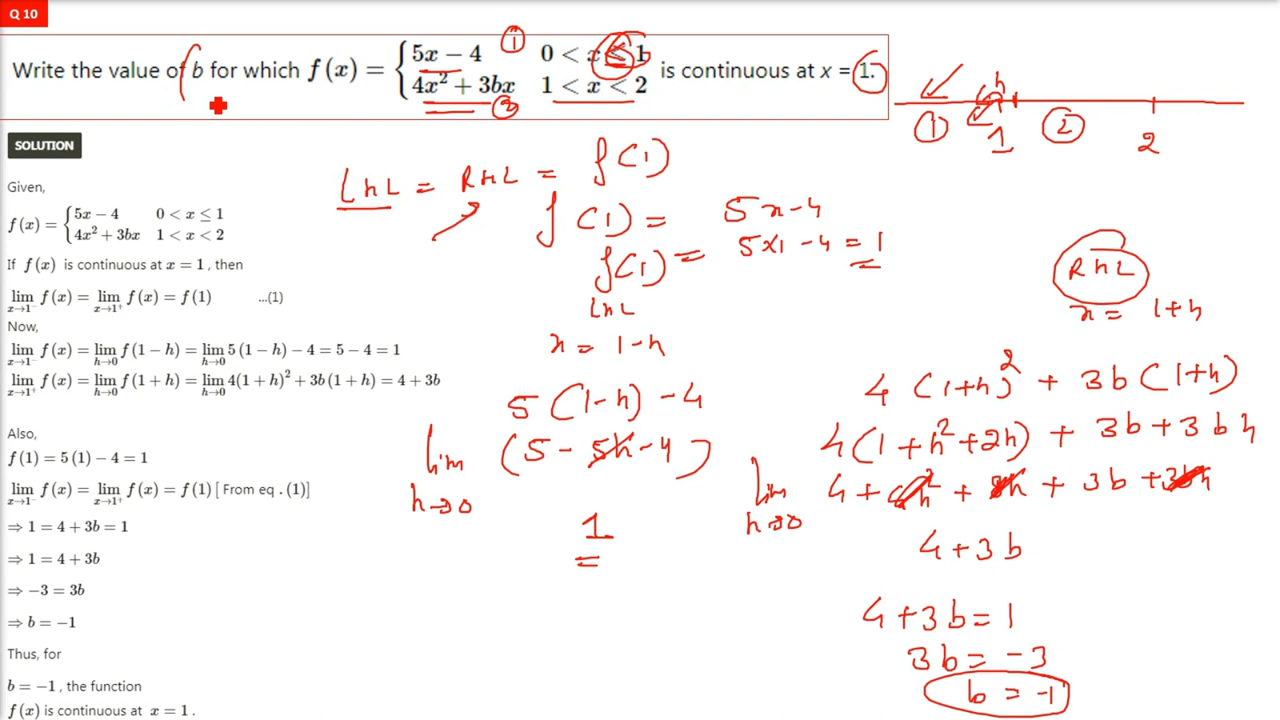 Q 10
Write the value of b for which f(x) = { 5x − 4 ① 0 < x ≤ 1
4x² + 3bx ② 1 < x < 2 is continuous at x = 1.
h
① 1 ② 2
SOLUTION
Given,
f(x) = { 5x − 4 0 < x ≤ 1
4x² + 3bx 1 < x < 2
If f(x) is continuous at x = 1, then
lim x→1⁻ f(x) = lim x→1⁺ f(x) = f(1) ...(1)
Now,
lim x→1⁻ f(x) = lim h→0 f(1 − h) = lim h→0 5(1 − h) − 4 = 5 − 4 = 1
lim x→1⁺ f(x) = lim h→0 f(1 + h) = lim h→0 4(1 + h)² + 3b(1 + h) = 4 + 3b
Also,
f(1) = 5(1) − 4 = 1
lim x→1⁻ f(x) = lim x→1⁺ f(x) = f(1) [ From eq . (1)]
⇒ 1 = 4 + 3b = 1
⇒ 1 = 4 + 3b
⇒ −3 = 3b
⇒ b = −1
Thus, for
b = −1 , the function
f(x) is continuous at x = 1 .
LHL = RHL = f(1)
f(1) = 5x-4
f(1) = 5x1 -4 = 1
LHL
x = 1-h
5(1-h) -4
lim h→0 (5 - 5h -4)
1
RHL
x = 1+h
4(1+h)² + 3b(1+h)
4(1+h²+2h) + 3b+3bh
lim h→0 4+4h² + 8h + 3b +3bh
4+3b
4+3b=1
3b= -3
b = -1